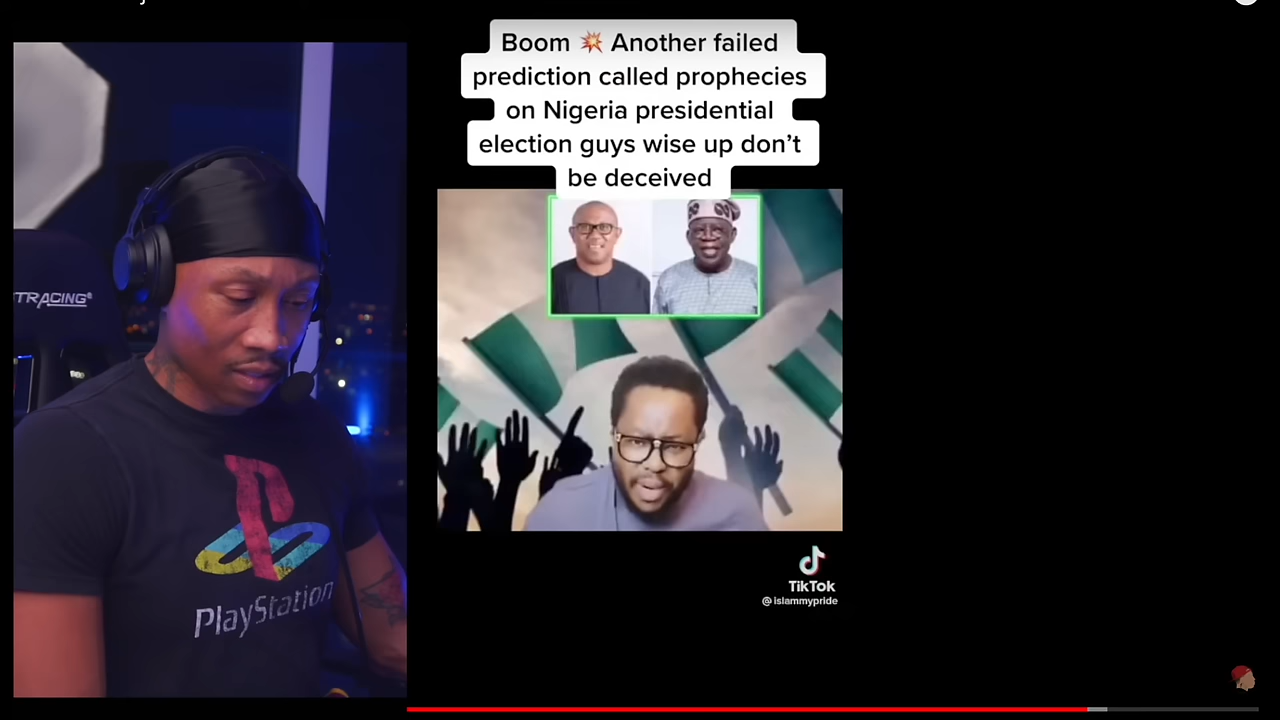 Boom 💥 Another failed
prediction called prophecies
on Nigeria presidential
election guys wise up don’t
be deceived
TRACING
PlayStation
TikTok
@islammypride